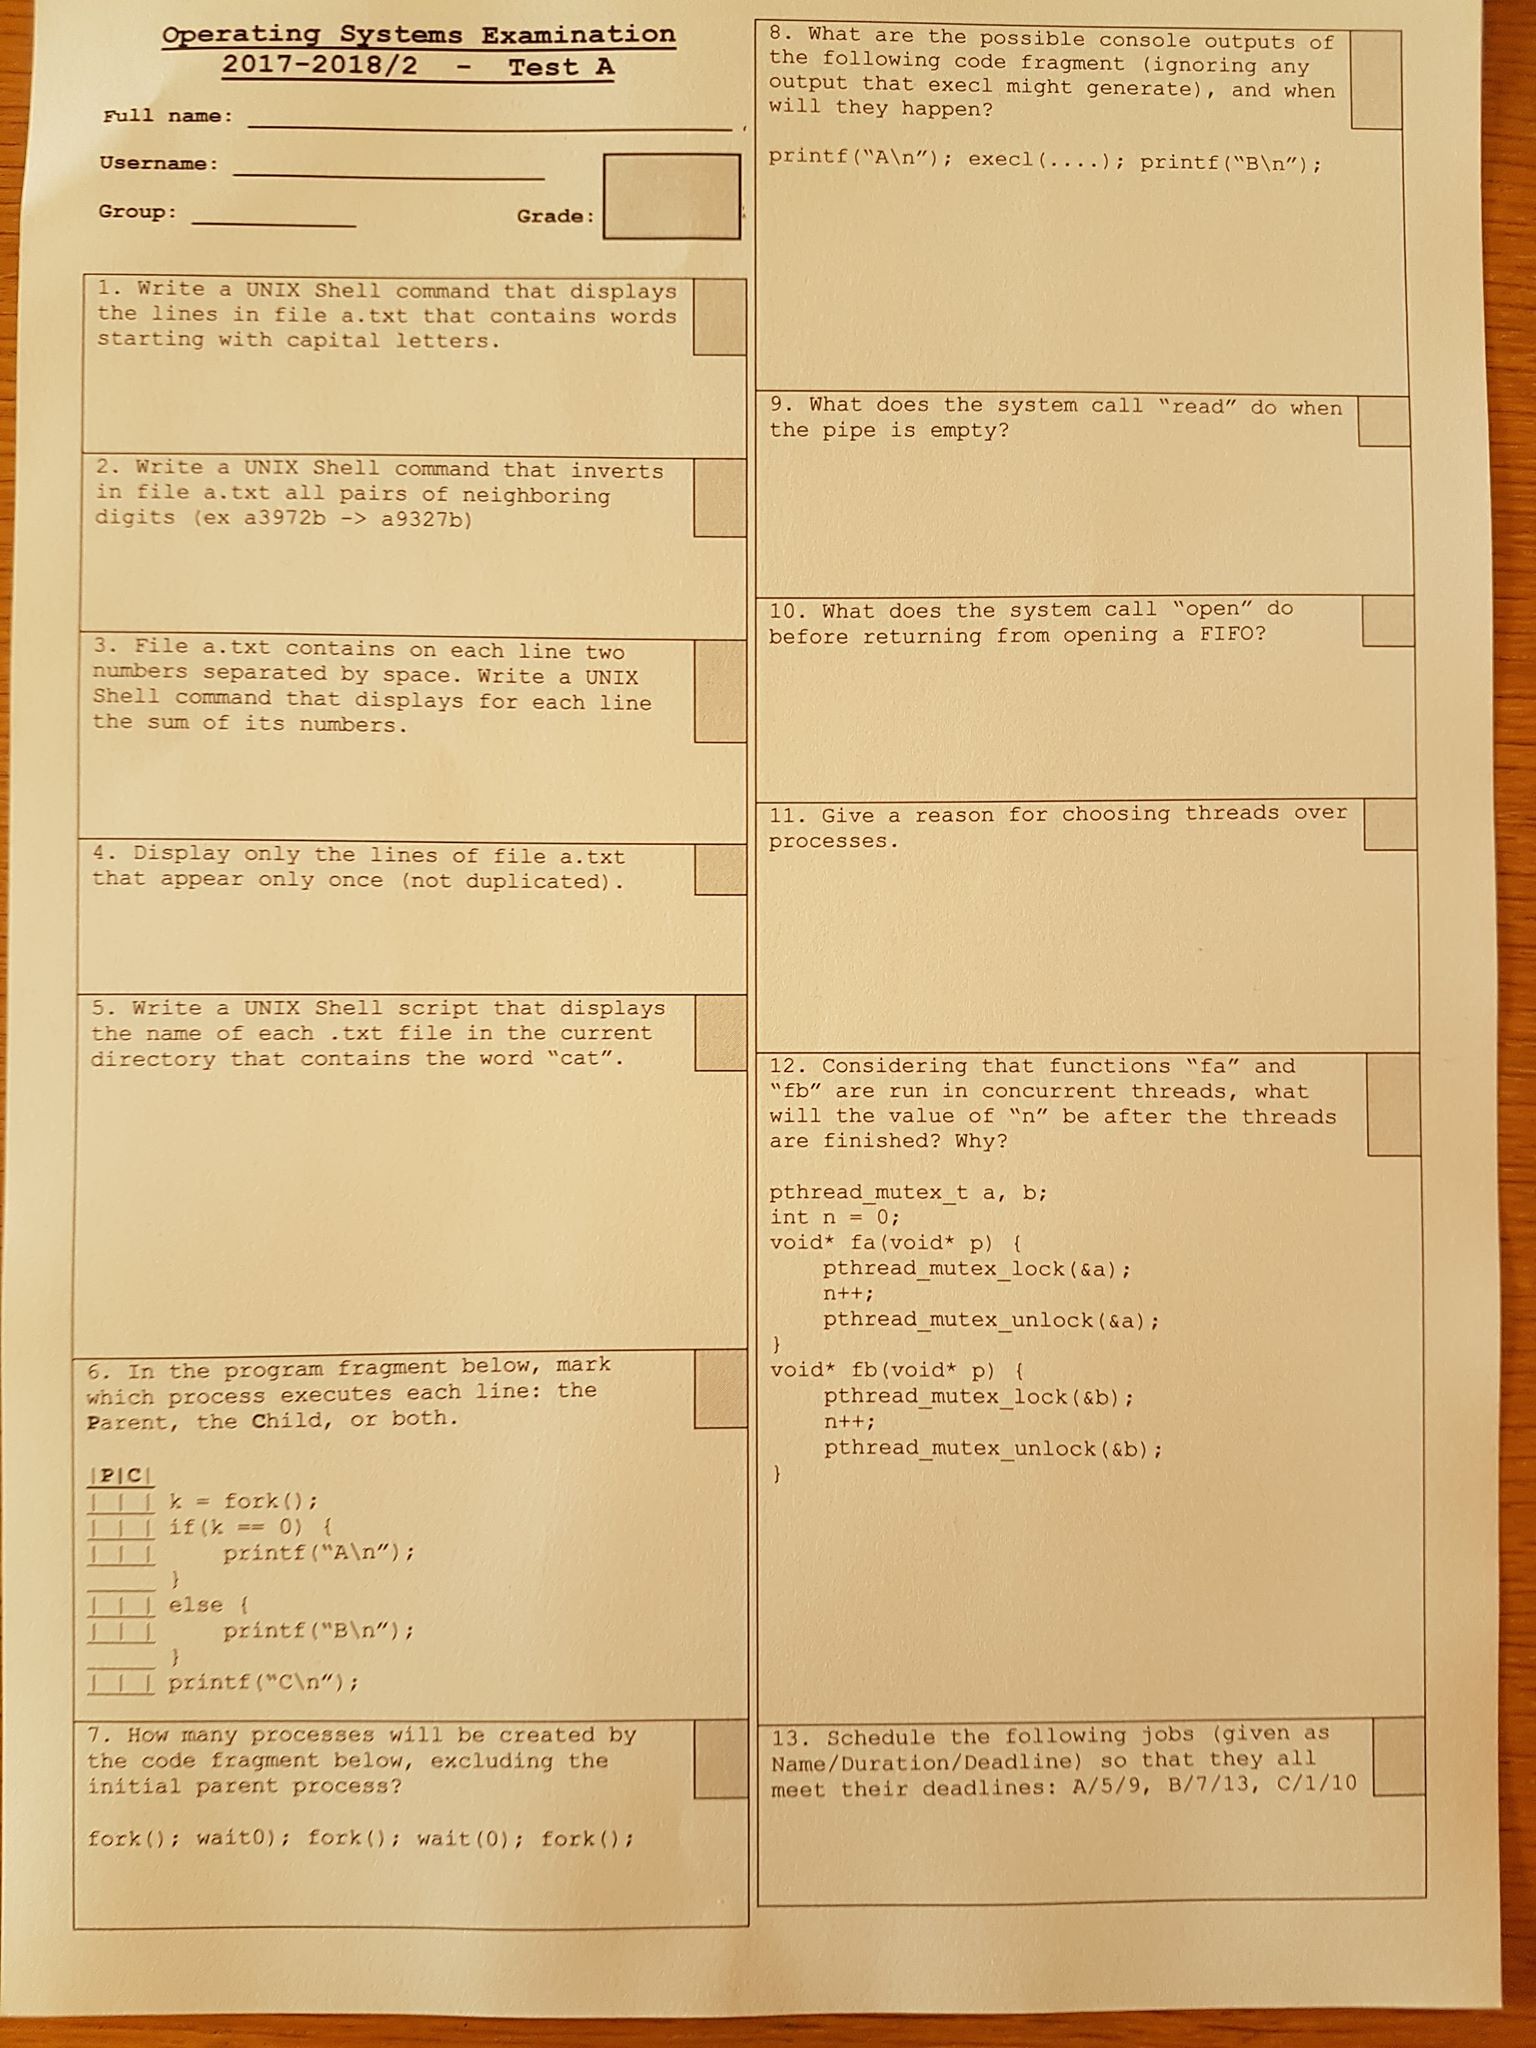 Operating Systems Examination
2017-2018/2 - Test A
Full name:
Username:
Group:
Grade:
1. Write a UNIX Shell command that displays
the lines in file a.txt that contains words
starting with capital letters.
2. Write a UNIX Shell command that inverts
in file a.txt all pairs of neighboring
digits (ex a3972b -> a9327b)
3. File a.txt contains on each line two
numbers separated by space. Write a UNIX
Shell command that displays for each line
the sum of its numbers.
4. Display only the lines of file a.txt
that appear only once (not duplicated).
5. Write a UNIX Shell script that displays
the name of each .txt file in the current
directory that contains the word “cat”.
6. In the program fragment below, mark
which process executes each line: the
Parent, the Child, or both.
|P|C|
| | | k = fork();
| | | if(k == 0) {
| | | printf(“A\n”);
}
| | | else {
| | | printf(“B\n”);
}
| | | printf(“C\n”);
7. How many processes will be created by
the code fragment below, excluding the
initial parent process?
fork(); wait0); fork(); wait(0); fork();
8. What are the possible console outputs of
the following code fragment (ignoring any
output that execl might generate), and when
will they happen?
printf(“A\n”); execl(....); printf(“B\n”);
9. What does the system call “read” do when
the pipe is empty?
10. What does the system call “open” do
before returning from opening a FIFO?
11. Give a reason for choosing threads over
processes.
12. Considering that functions “fa” and
“fb” are run in concurrent threads, what
will the value of “n” be after the threads
are finished? Why?
pthread_mutex_t a, b;
int n = 0;
void* fa(void* p) {
pthread_mutex_lock(&a);
n++;
pthread_mutex_unlock(&a);
}
void* fb(void* p) {
pthread_mutex_lock(&b);
n++;
pthread_mutex_unlock(&b);
}
13. Schedule the following jobs (given as
Name/Duration/Deadline) so that they all
meet their deadlines: A/5/9, B/7/13, C/1/10